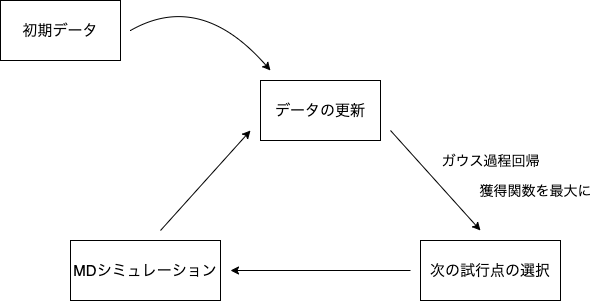 初期データ
データの更新
ガウス過程回帰
獲得関数を最大に
MDシミュレーション
次の試行点の選択